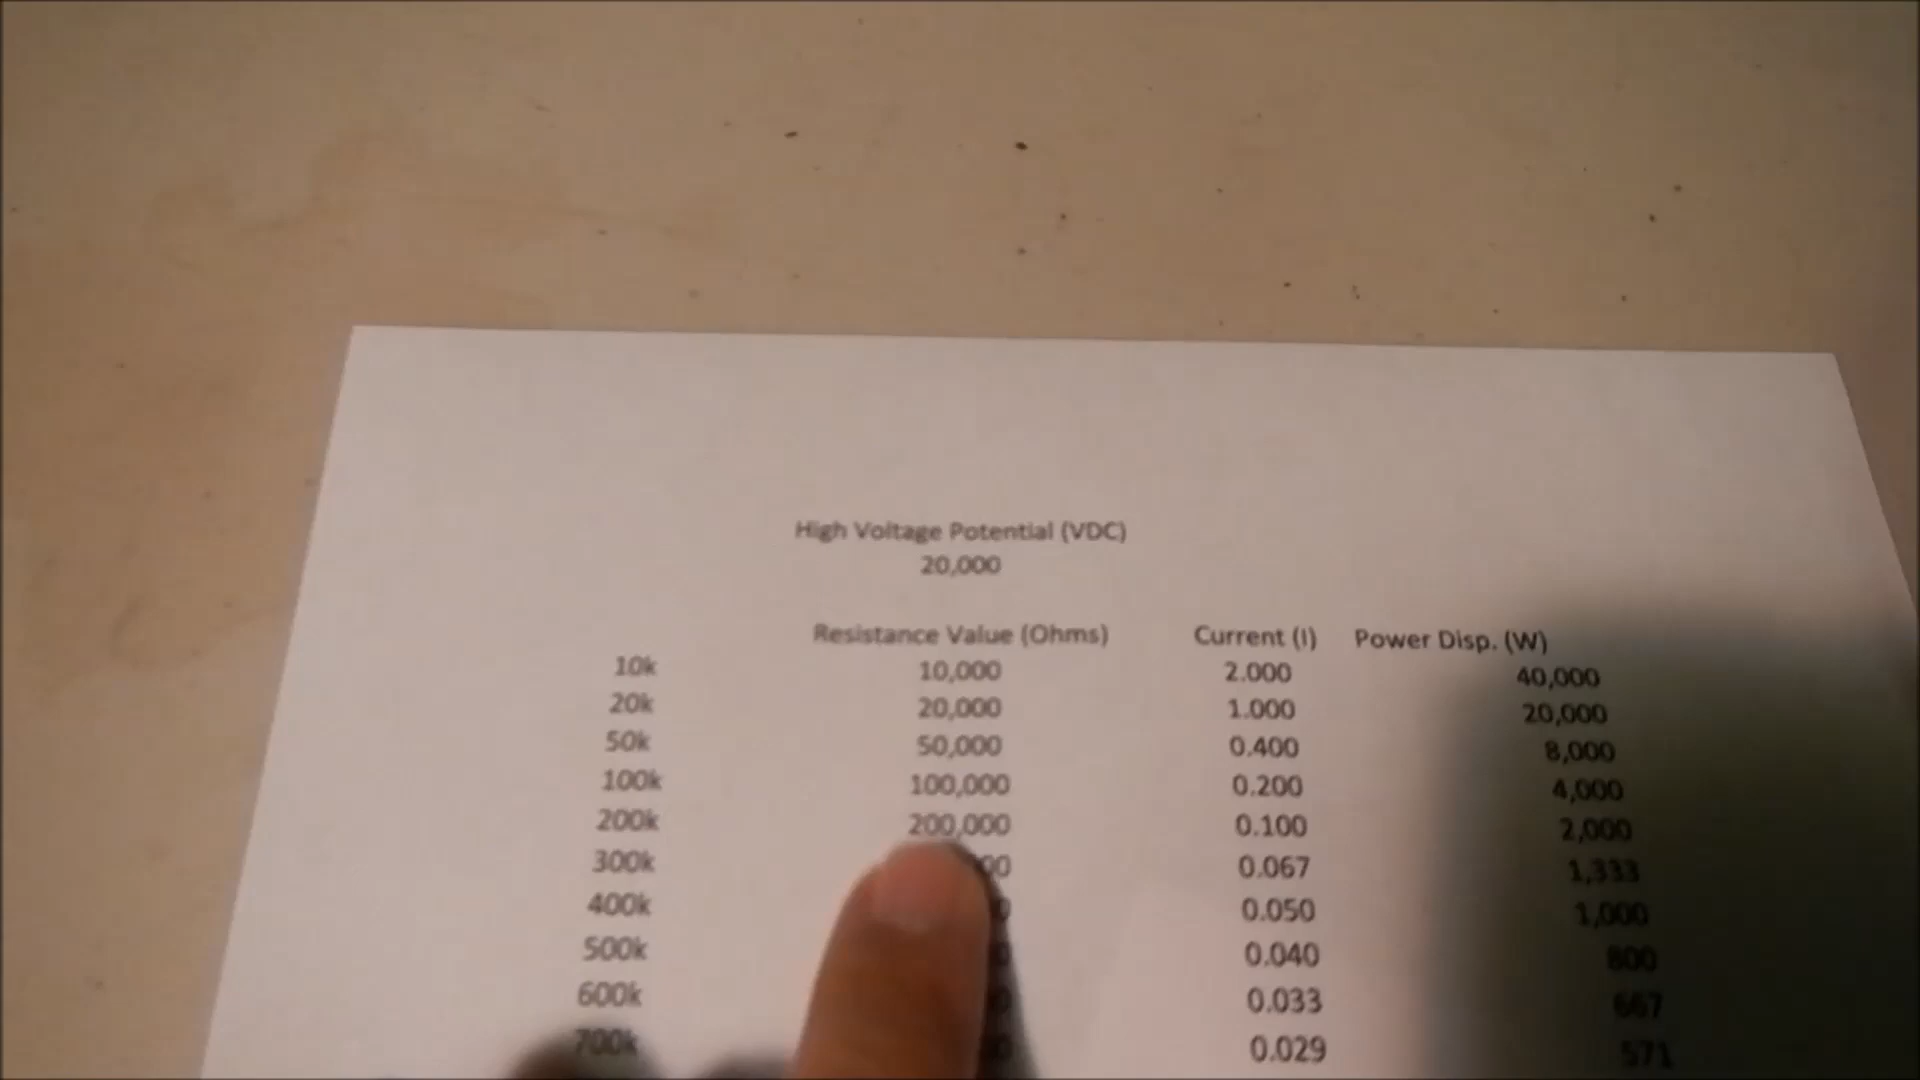 High Voltage Potential (VDC)
20,000
Resistance Value (Ohms) Current (I) Power Disp. (W)
10k 10,000 2.000 40,000
20k 20,000 1.000 20,000
50k 50,000 0.400 8,000
100k 100,000 0.200 4,000
200k 200,000 0.100 2,000
300k 0.067 1,333
400k 0.050 1,000
500k 0.040 800
600k 0.033 667
700k 0.029 571